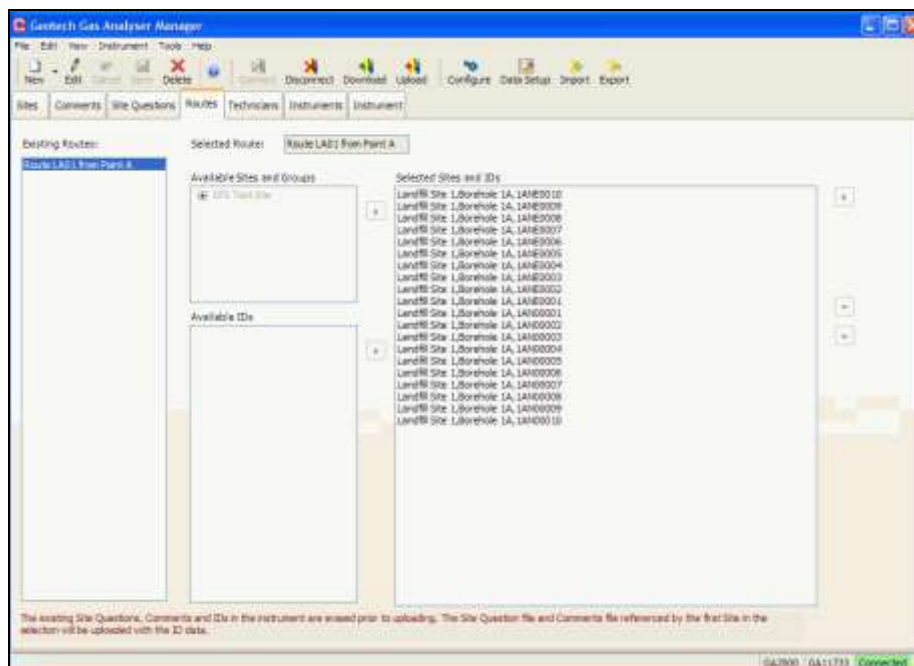 Geotech Gas Analyser Manager
File Edit View Instrument Tools Help
New Edit Cancel Save Delete Connect Disconnect Download Upload Configure Data Setup Import Export
Sites Comments Site Questions Routes Technicians Instruments Instrument
Existing Routes:
Selected Route: Route LA01 from Point A
Route LA01 from Point A
Available Sites and Groups
Selected Sites and IDs
Test Site
Landfill Site 1,Borehole 1A, 1ANE0010
Landfill Site 1,Borehole 1A, 1ANE0009
Landfill Site 1,Borehole 1A, 1ANE0008
Landfill Site 1,Borehole 1A, 1ANE0007
Landfill Site 1,Borehole 1A, 1ANE0006
Landfill Site 1,Borehole 1A, 1ANE0005
Landfill Site 1,Borehole 1A, 1ANE0004
Landfill Site 1,Borehole 1A, 1ANE0003
Landfill Site 1,Borehole 1A, 1ANE0002
Landfill Site 1,Borehole 1A, 1ANE0001
Landfill Site 1,Borehole 1A, 1AN00001
Landfill Site 1,Borehole 1A, 1AN00002
Landfill Site 1,Borehole 1A, 1AN00003
Landfill Site 1,Borehole 1A, 1AN00004
Landfill Site 1,Borehole 1A, 1AN00005
Landfill Site 1,Borehole 1A, 1AN00006
Landfill Site 1,Borehole 1A, 1AN00007
Landfill Site 1,Borehole 1A, 1AN00008
Landfill Site 1,Borehole 1A, 1AN00009
Landfill Site 1,Borehole 1A, 1AN00010
Available IDs
The existing Site Questions, Comments and IDs in the instrument are erased prior to uploading. The Site Question file and Comments file referenced by the first Site in the
selection will be uploaded with the ID data.
GA2000 GA11733 Connected